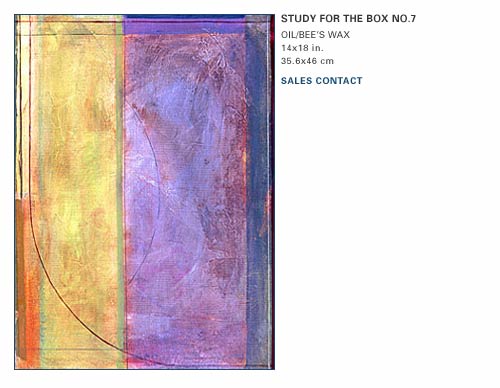 STUDY FOR THE BOX NO.7
OIL/BEE'S WAX
14x18 in.
35.6x46 cm
SALES CONTACT